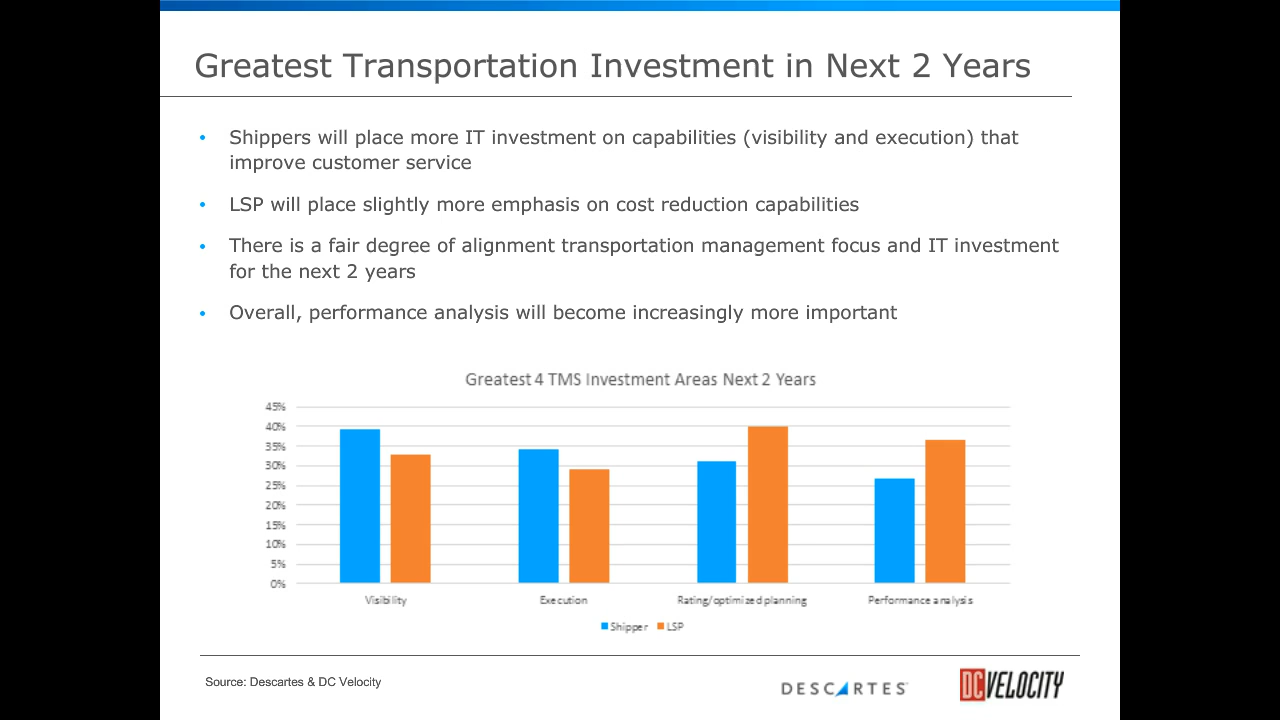 Greatest Transportation Investment in Next 2 Years
• Shippers will place more IT investment on capabilities (visibility and execution) that
improve customer service
• LSP will place slightly more emphasis on cost reduction capabilities
• There is a fair degree of alignment transportation management focus and IT investment
for the next 2 years
• Overall, performance analysis will become increasingly more important
Greatest 4 TMS Investment Areas Next 2 Years
45%
40%
35%
30%
25%
20%
15%
10%
5%
0%
Visibility Execution Rating/optimized planning Performance analysis
Shipper LSP
Source: Descartes & DC Velocity
DESCARTES
DC VELOCITY